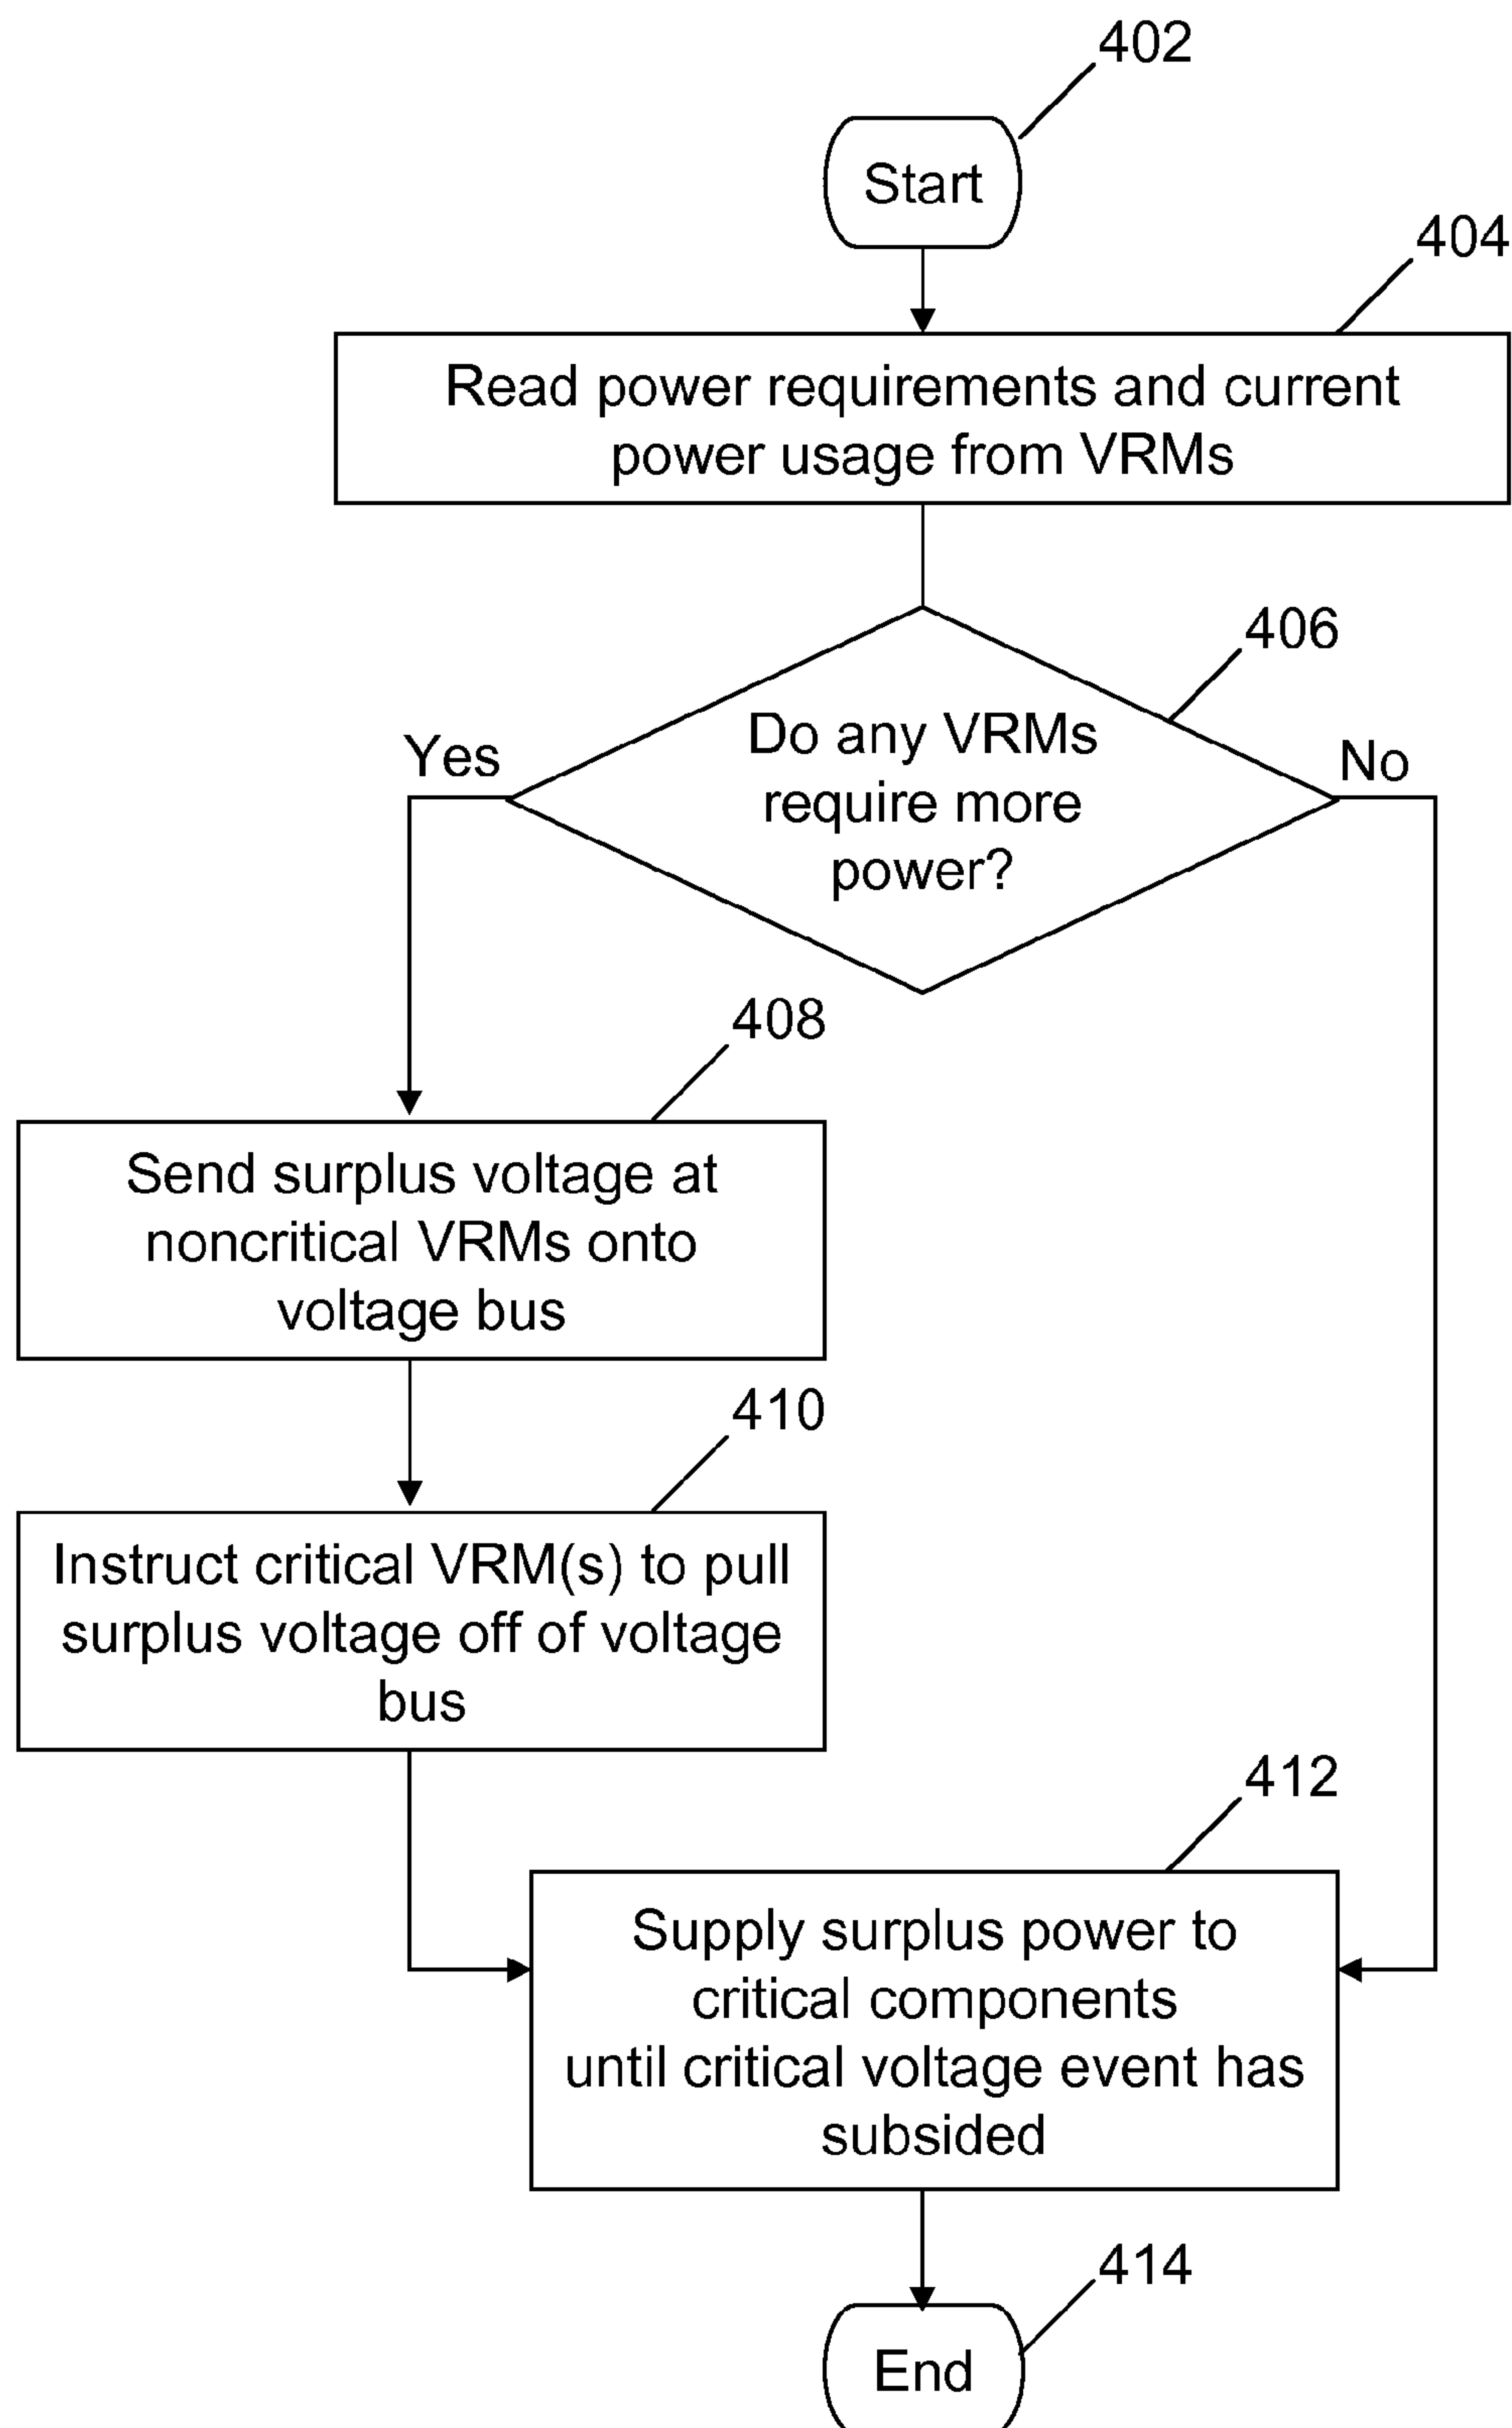 402
Start
404
Read power requirements and current
power usage from VRMs
406
Do any VRMs
require more
power?
Yes
No
408
Send surplus voltage at
noncritical VRMs onto
voltage bus
410
Instruct critical VRM(s) to pull
surplus voltage off of voltage
bus
412
Supply surplus power to
critical components
until critical voltage event has
subsided
414
End